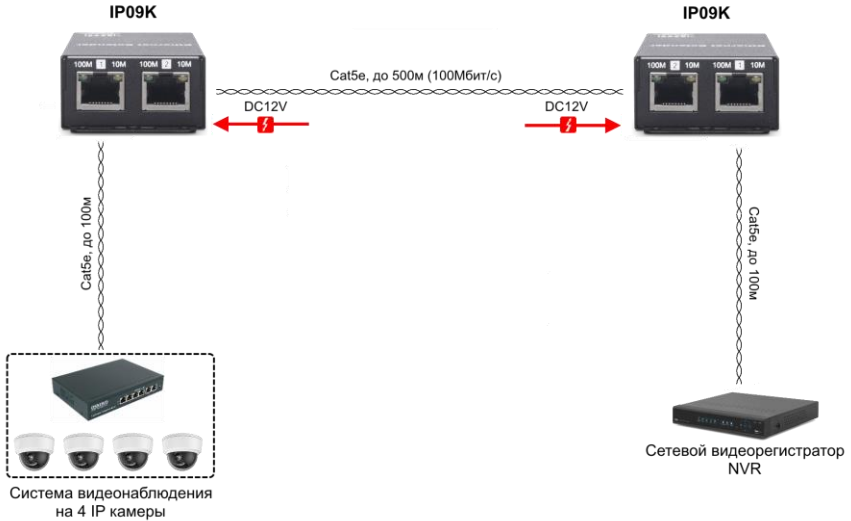 IP09K
IP09K
100M 1 10M 100M 2 10M
100M 2 10M 100M 1 10M
Cat5e, до 500м (100Мбит/с)
DC12V
DC12V
Cat5e, до 100м
Cat5e, до 100м
Сетевой видеорегистратор
NVR
Система видеонаблюдения
на 4 IP камеры